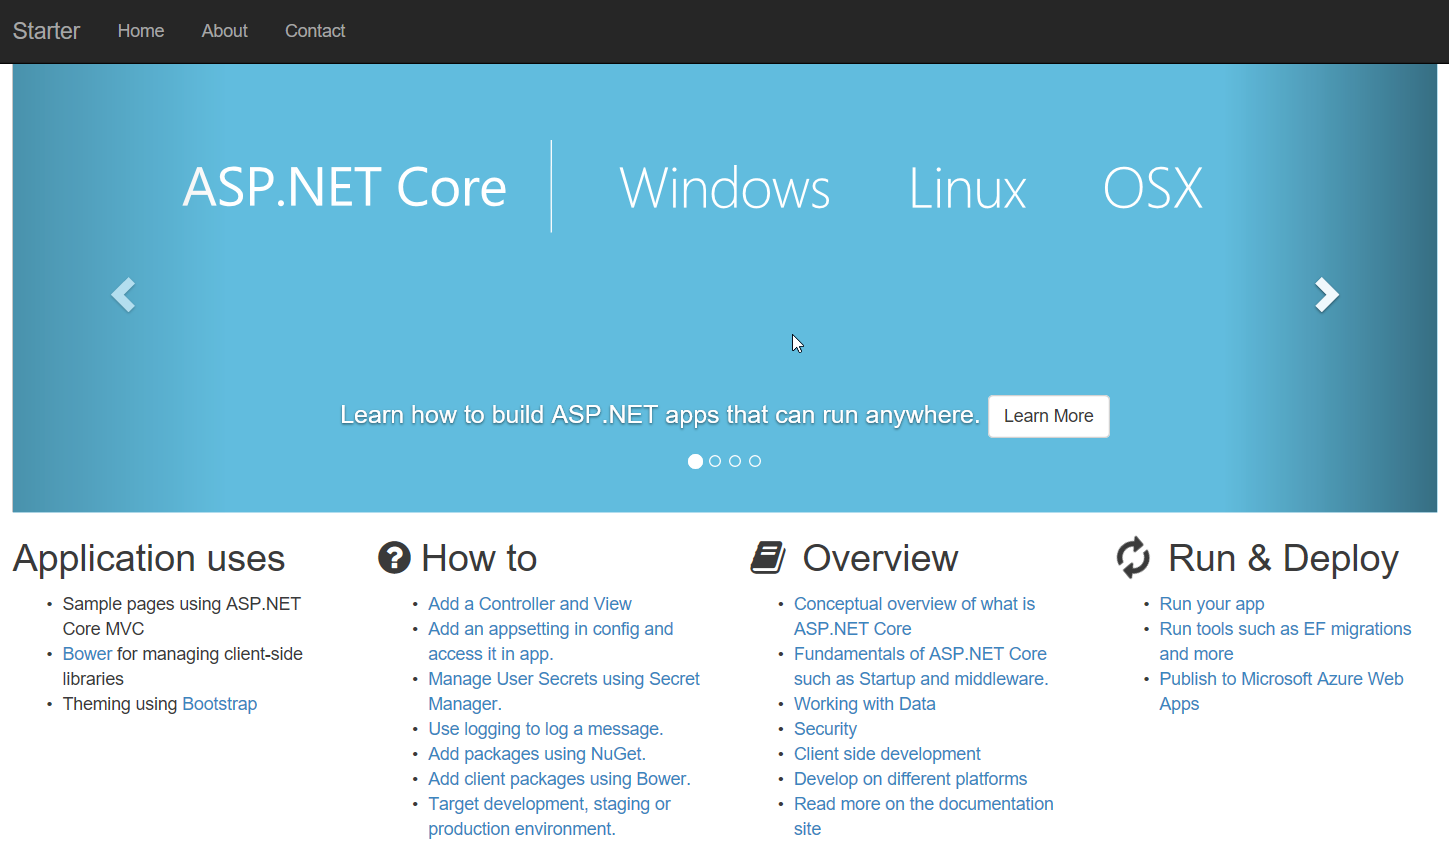 Starter Home About Contact
ASP.NET Core Windows Linux OSX
Learn how to build ASP.NET apps that can run anywhere. Learn More
Application uses
Sample pages using ASP.NET
Core MVC
Bower for managing client-side
libraries
Theming using Bootstrap
How to
Add a Controller and View
Add an appsetting in config and
access it in app.
Manage User Secrets using Secret
Manager.
Use logging to log a message.
Add packages using NuGet.
Add client packages using Bower.
Target development, staging or
production environment.
Overview
Conceptual overview of what is
ASP.NET Core
Fundamentals of ASP.NET Core
such as Startup and middleware.
Working with Data
Security
Client side development
Develop on different platforms
Read more on the documentation
site
Run & Deploy
Run your app
Run tools such as EF migrations
and more
Publish to Microsoft Azure Web
Apps